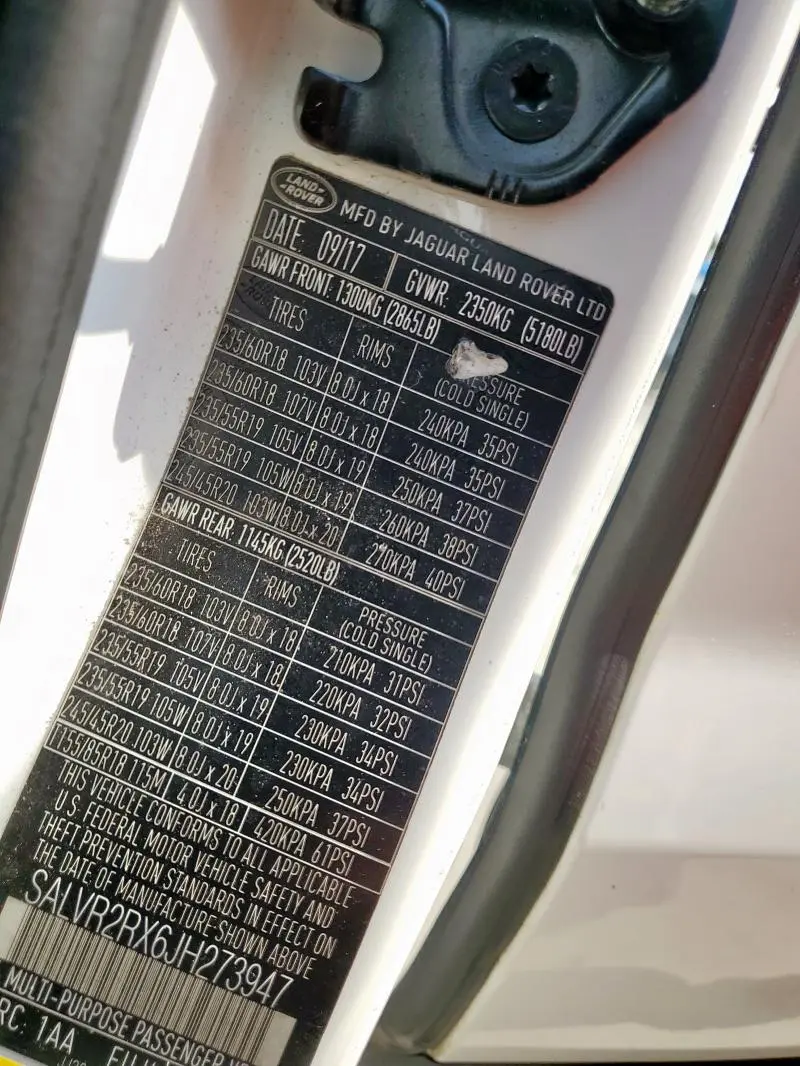 LAND ROVER
MFD BY JAGUAR LAND ROVER LTD
DATE: 09/17 GVWR: 2350KG (5180LB)
GAWR FRONT: 1300KG (2865LB)
TIRES RIMS PRESSURE
(COLD SINGLE)
235/60R18 103V 8.0J x 18 240KPA 35PSI
235/60R18 107V 8.0J x 18 240KPA 35PSI
235/55R19 105V 8.0J x 19 250KPA 37PSI
235/55R19 105W 8.0J x 19 260KPA 38PSI
245/45R20 103W 8.0J x 20 270KPA 40PSI
GAWR REAR: 1145KG (2520LB)
TIRES RIMS PRESSURE
(COLD SINGLE)
235/60R18 103V 8.0J x 18 210KPA 31PSI
235/60R18 107V 8.0J x 18 220KPA 32PSI
235/55R19 105V 8.0J x 19 230KPA 34PSI
235/55R19 105W 8.0J x 19 230KPA 34PSI
245/45R20 103W 8.0J x 20 250KPA 37PSI
T155/85R18 115M 4.0J x 18 420KPA 61PSI
THIS VEHICLE CONFORMS TO ALL APPLICABLE
U.S. FEDERAL MOTOR VEHICLE SAFETY AND
THEFT PREVENTION STANDARDS IN EFFECT ON
THE DATE OF MANUFACTURE SHOWN ABOVE
SALVR2RX6JH273947
MULTI-PURPOSE PASSENGER
RC: 1AA